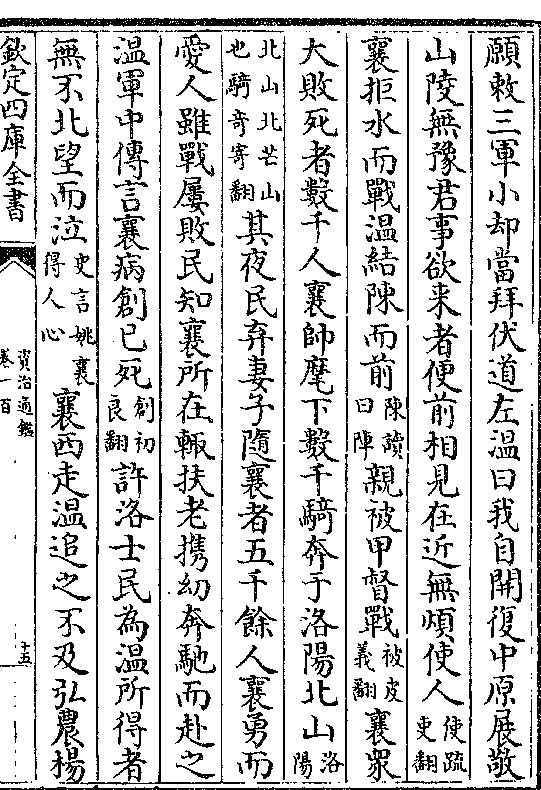 願敕三軍小却當拜伏道左温曰我自開復中原展敬
山陵無豫君事欲来者便前相見在近無煩使人使疏吏翻
襄拒水而戰温結陳而前陳讀曰陣親被甲督戰被皮義翻襄衆
大敗死者數千人襄帥麾下數千騎奔于洛陽北山洛陽
北山北芒山也騎奇寄翻其夜民弃妻子隨襄者五千餘人襄勇而
愛人雖戰屢敗民知襄所在輙扶老攜幼奔馳而赴之
温軍中傳言襄病創已死創初良翻許洛士民為温所得者
無不北望而泣史言姚襄得人心襄西走温追之不及弘農楊
欽定四庫全書
資治通鑑
卷一百
十五